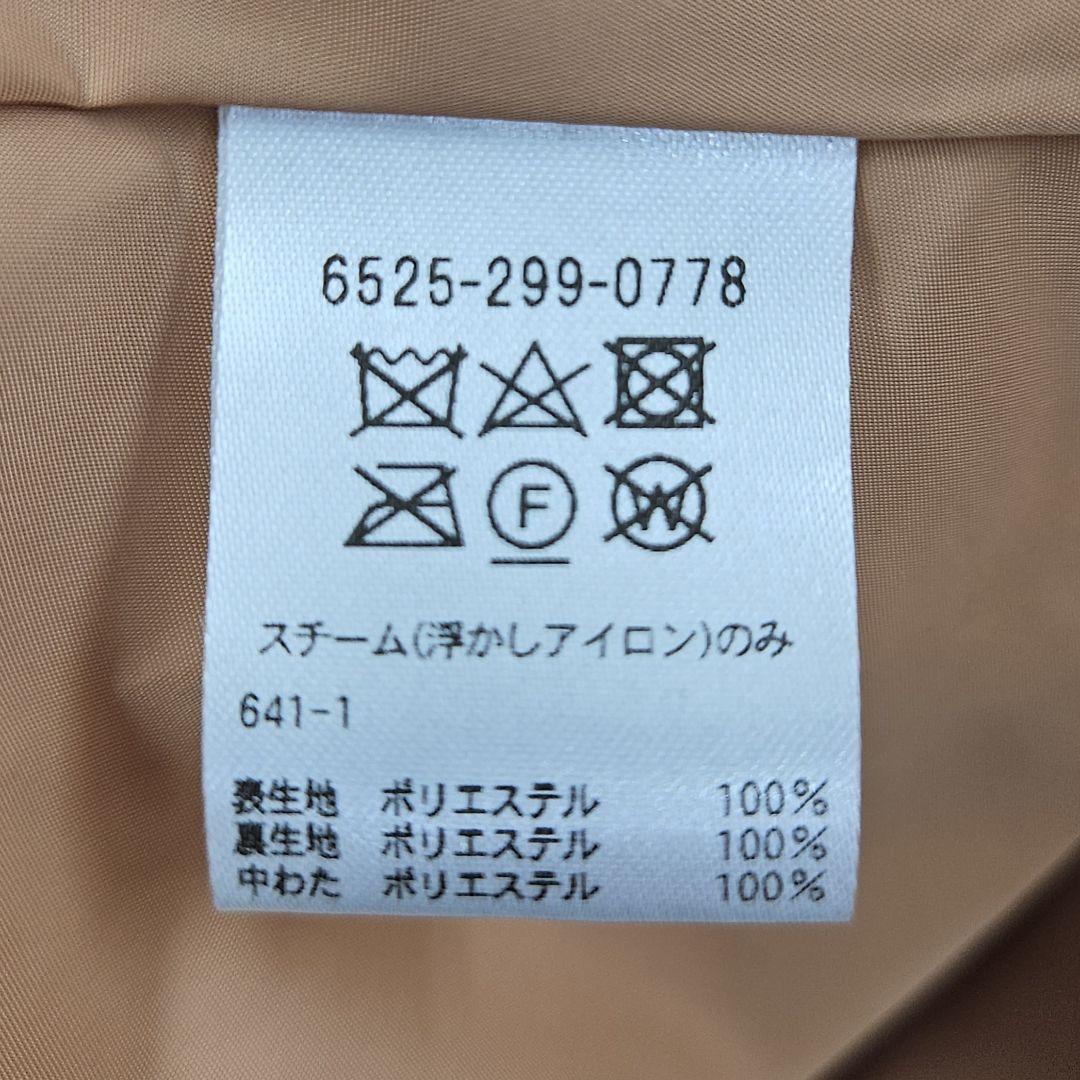 6525-299-0778
F W
スチーム(浮かしアイロン)のみ
641-1
表生地 ポリエステル 100%
裏生地 ポリエステル 100%
中わた ポリエステル 100%